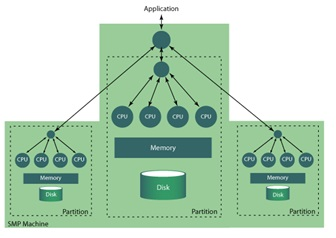 Application
CPU CPU CPU CPU
Memory
Disk
Partition
CPU CPU CPU CPU
Memory
Disk
Partition
CPU CPU CPU CPU
Memory
Disk
Partition
SMP Machine